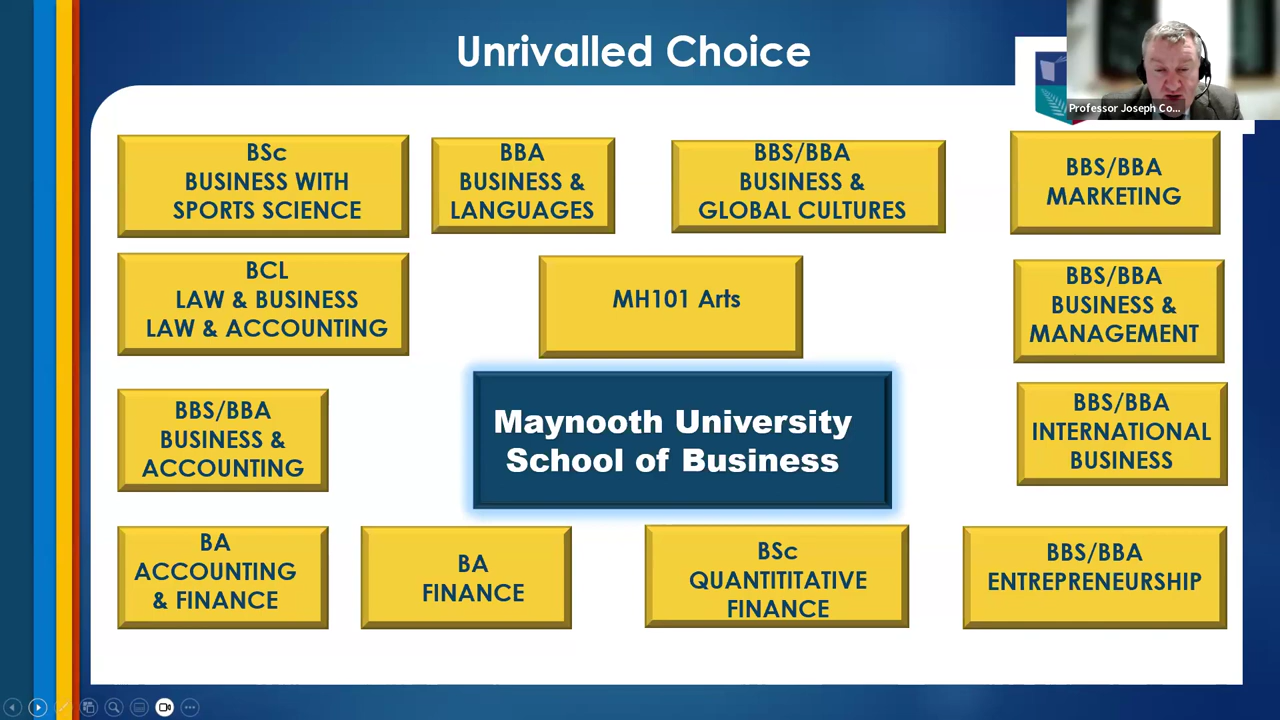 Unrivalled Choice
Professor Joseph Co...
BSc
BUSINESS WITH
SPORTS SCIENCE
BBA
BUSINESS &
LANGUAGES
BBS/BBA
BUSINESS &
GLOBAL CULTURES
BBS/BBA
MARKETING
BCL
LAW & BUSINESS
LAW & ACCOUNTING
MH101 Arts
BBS/BBA
BUSINESS &
MANAGEMENT
BBS/BBA
BUSINESS &
ACCOUNTING
Maynooth University
School of Business
BBS/BBA
INTERNATIONAL
BUSINESS
BA
ACCOUNTING
& FINANCE
BA
FINANCE
BSc
QUANTITITATIVE
FINANCE
BBS/BBA
ENTREPRENEURSHIP